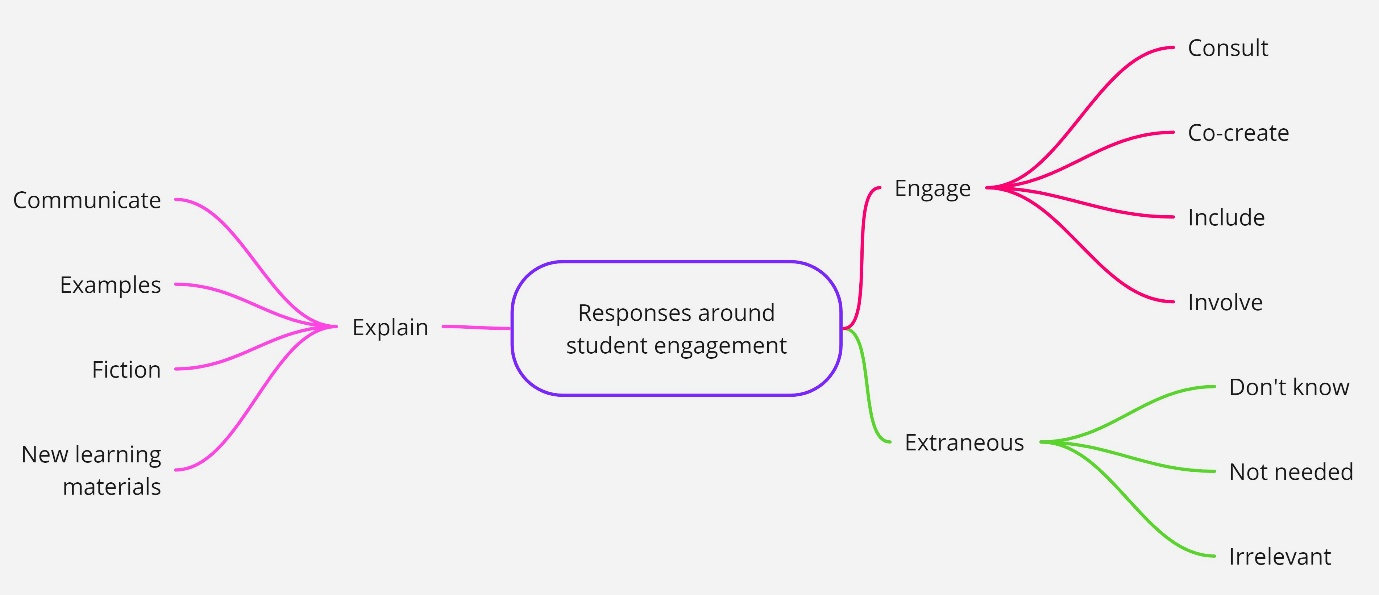 Communicate
Examples
Fiction
New learning
materials
Explain
Responses around
student engagement
Engage
Consult
Co-create
Include
Involve
Extraneous
Don't know
Not needed
Irrelevant